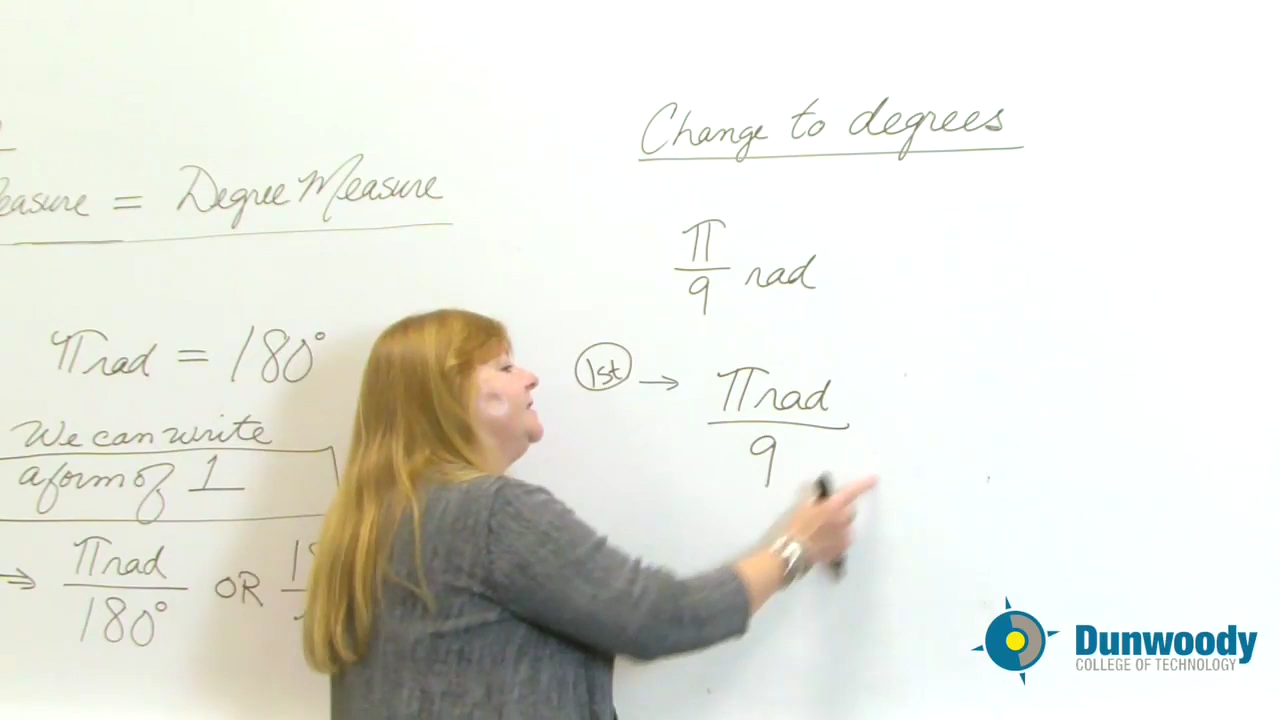 Change to degrees
easure = Degree Measure
π
9
rad
πrad = 180°
1st → πrad
9
We can write
a form of 1
→ πrad
180°
OR
Dunwoody
COLLEGE OF TECHNOLOGY